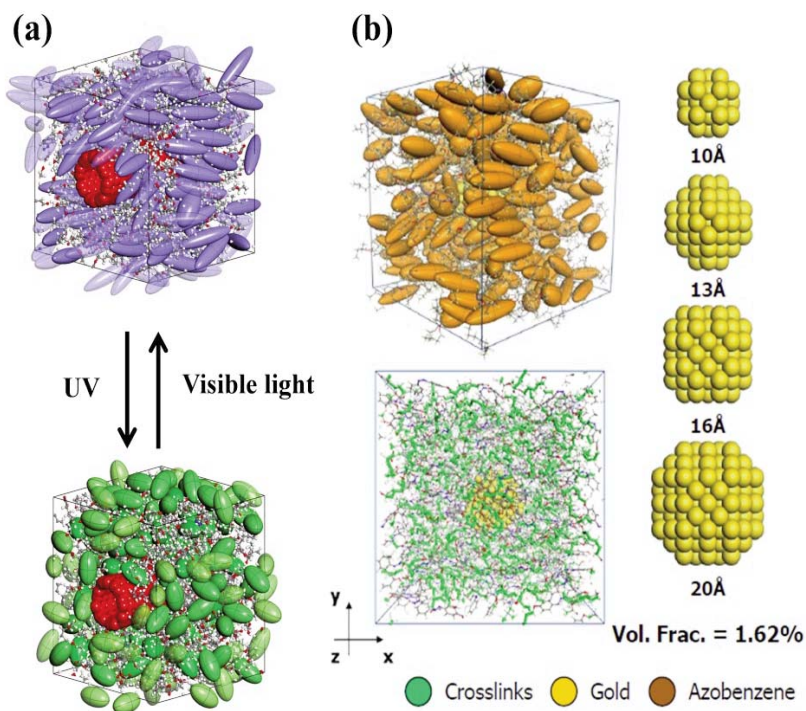 (a)
UV
Visible light
(b)
10Å
13Å
16Å
20Å
y
z
x
Vol. Frac. = 1.62%
Crosslinks
Gold
Azobenzene